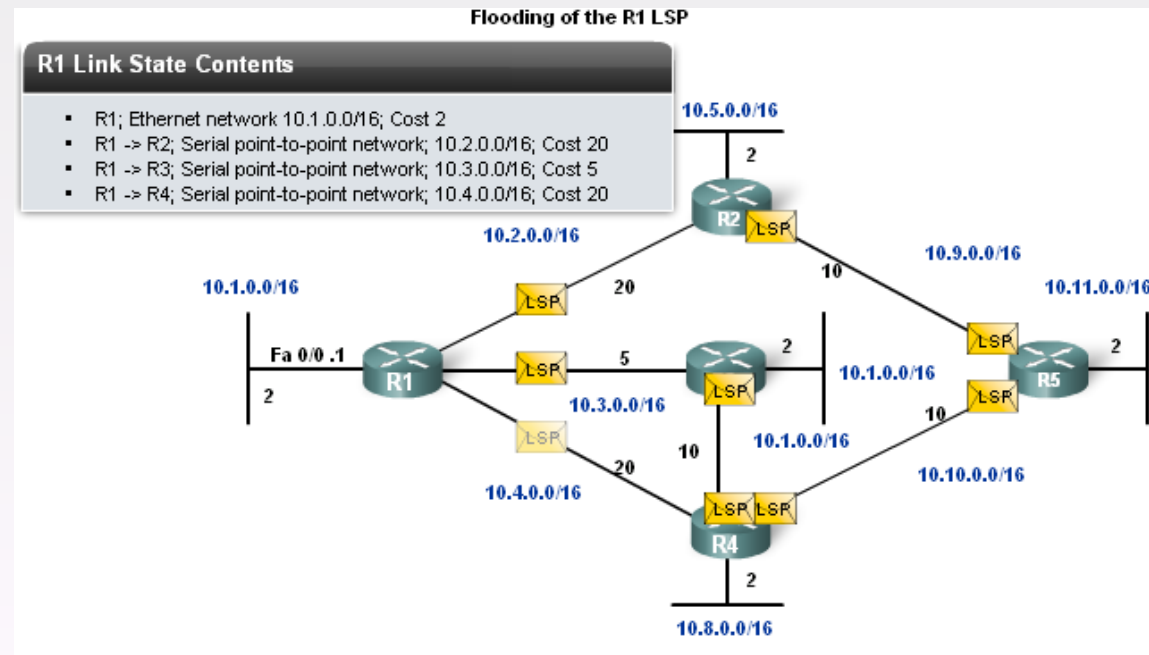 Flooding of the R1 LSP
R1 Link State Contents
▪ R1; Ethernet network 10.1.0.0/16; Cost 2
▪ R1 -> R2; Serial point-to-point network; 10.2.0.0/16; Cost 20
▪ R1 -> R3; Serial point-to-point network; 10.3.0.0/16; Cost 5
▪ R1 -> R4; Serial point-to-point network; 10.4.0.0/16; Cost 20
10.5.0.0/16
2
R2
LSP
10.2.0.0/16
10.9.0.0/16
10
10.1.0.0/16
20
10.11.0.0/16
LSP
LSP
Fa 0/0 .1
5
2
2
R1
LSP
10.1.0.0/16
R5
2
10.3.0.0/16
LSP
LSP
10
LSP
10.1.0.0/16
10
20
10.10.0.0/16
10.4.0.0/16
LSP
LSP
R4
2
10.8.0.0/16